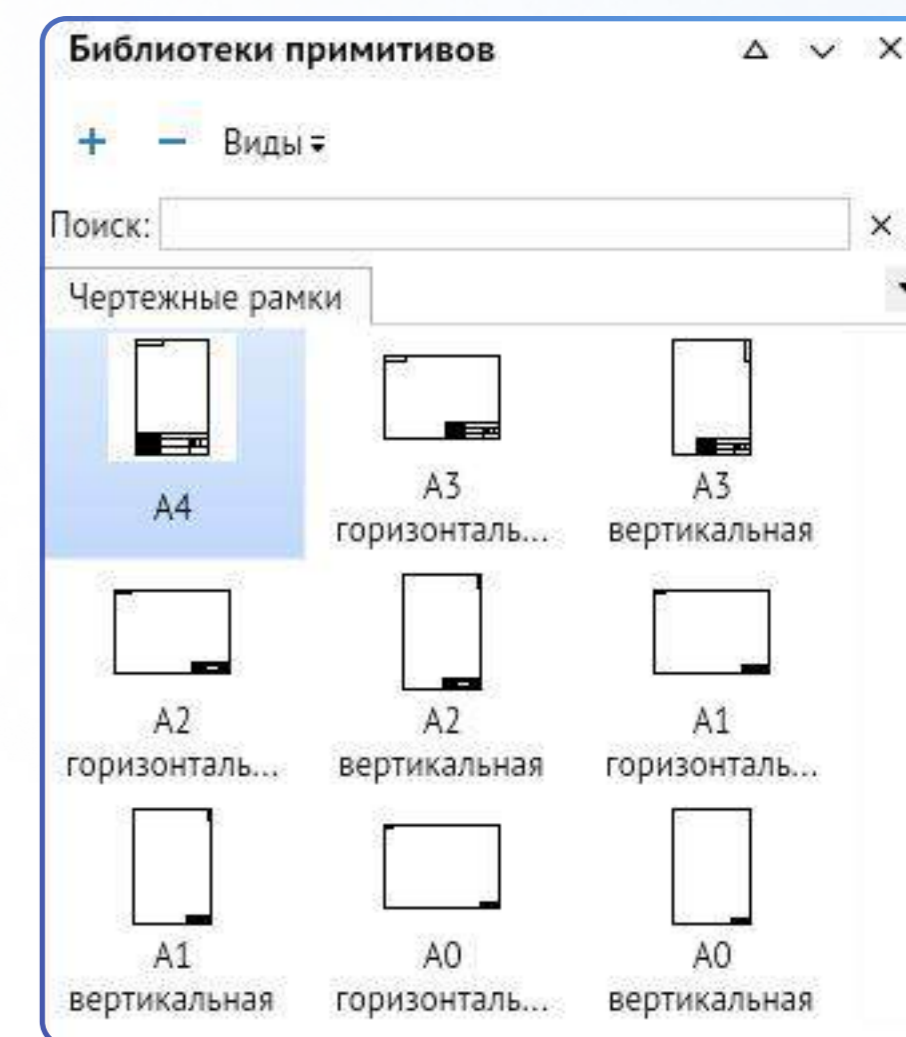 Библиотеки примитивов
Виды
Поиск:
Чертежные рамки
А4
А3
горизонталь...
А3
вертикальная
А2
горизонталь...
А2
вертикальная
А1
горизонталь...
А1
вертикальная
А0
горизонталь...
А0
вертикальная